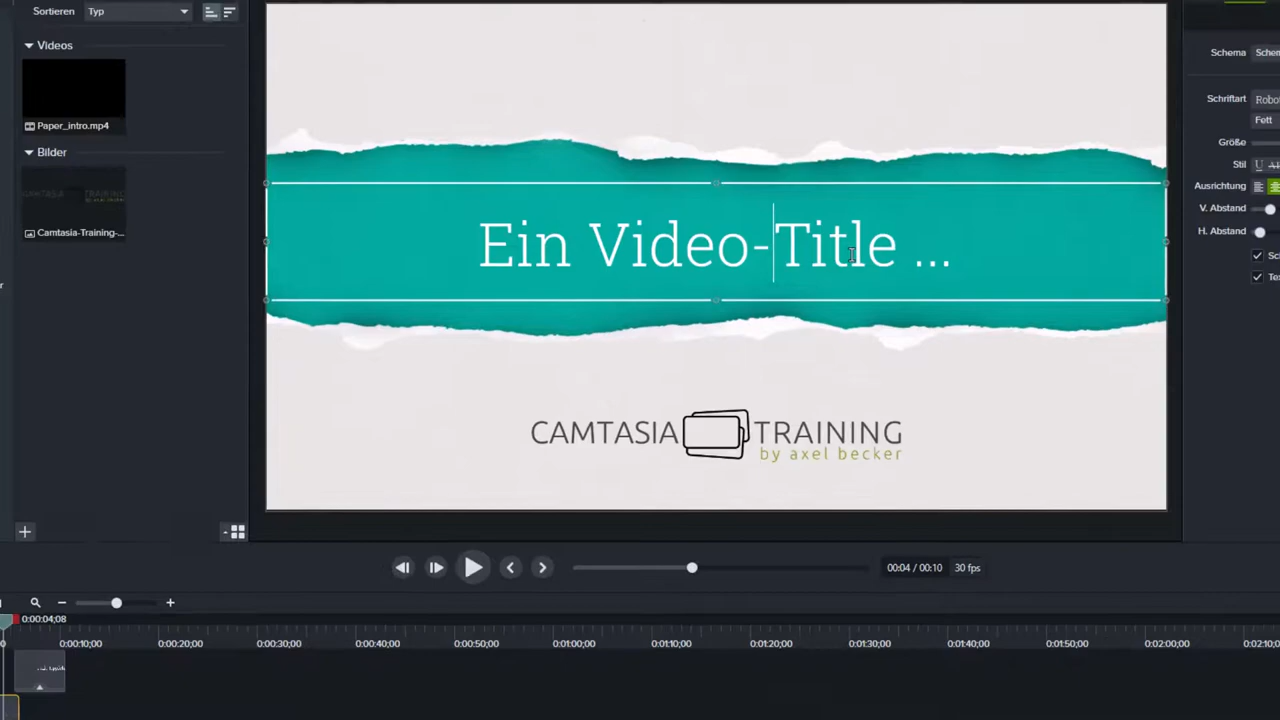 Sortieren Typ
Videos
Paper_intro.mp4
Bilder
Camtasia-Training-...
Ein Video-Title ...
CAMTASIA TRAINING
by axel becker
Schema
Schriftart
Fett
Größe
Stil
Ausrichtung
V. Abstand
H. Abstand
00:04 / 00:10 30 fps
0:00:04;08
0:00:10;00 0:00:20;00 0:00:30;00 0:00:40;00 0:00:50;00 0:01:00;00 0:01:10;00 0:01:20;00 0:01:30;00 0:01:40;00 0:01:50;00 0:02:00;00